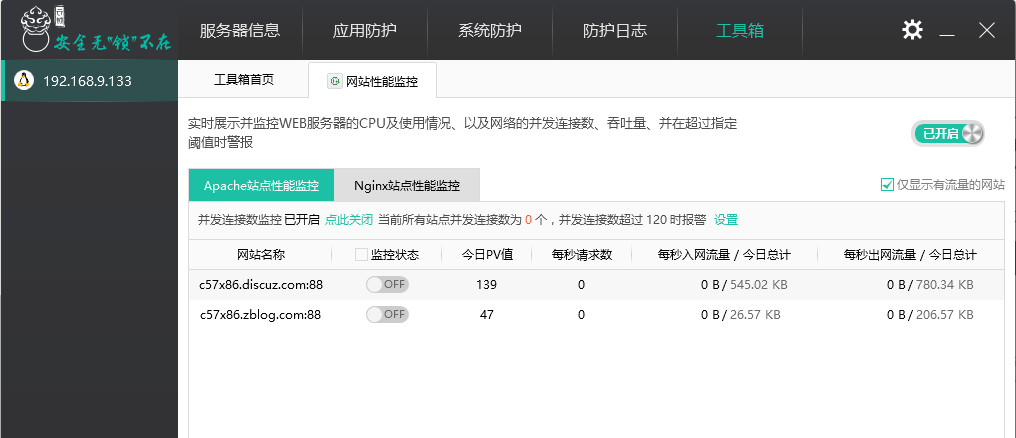 云锁
安全无"锁"不在
服务器信息
应用防护
系统防护
防护日志
工具箱
192.168.9.133
工具箱首页
网站性能监控
实时展示并监控WEB服务器的CPU及使用情况、以及网络的并发连接数、吞吐量、并在超过指定
阈值时警报
已开启
Apache站点性能监控
Nginx站点性能监控
仅显示有流量的网站
并发连接数监控 已开启 点此关闭 当前所有站点并发连接数为 0 个，并发连接数超过 120 时报警 设置
网站名称 监控状态 今日PV值 每秒请求数 每秒入网流量 / 今日总计 每秒出网流量 / 今日总计
c57x86.discuz.com:88 OFF 139 0 0 B / 545.02 KB 0 B / 780.34 KB
c57x86.zblog.com:88 OFF 47 0 0 B / 26.57 KB 0 B / 206.57 KB